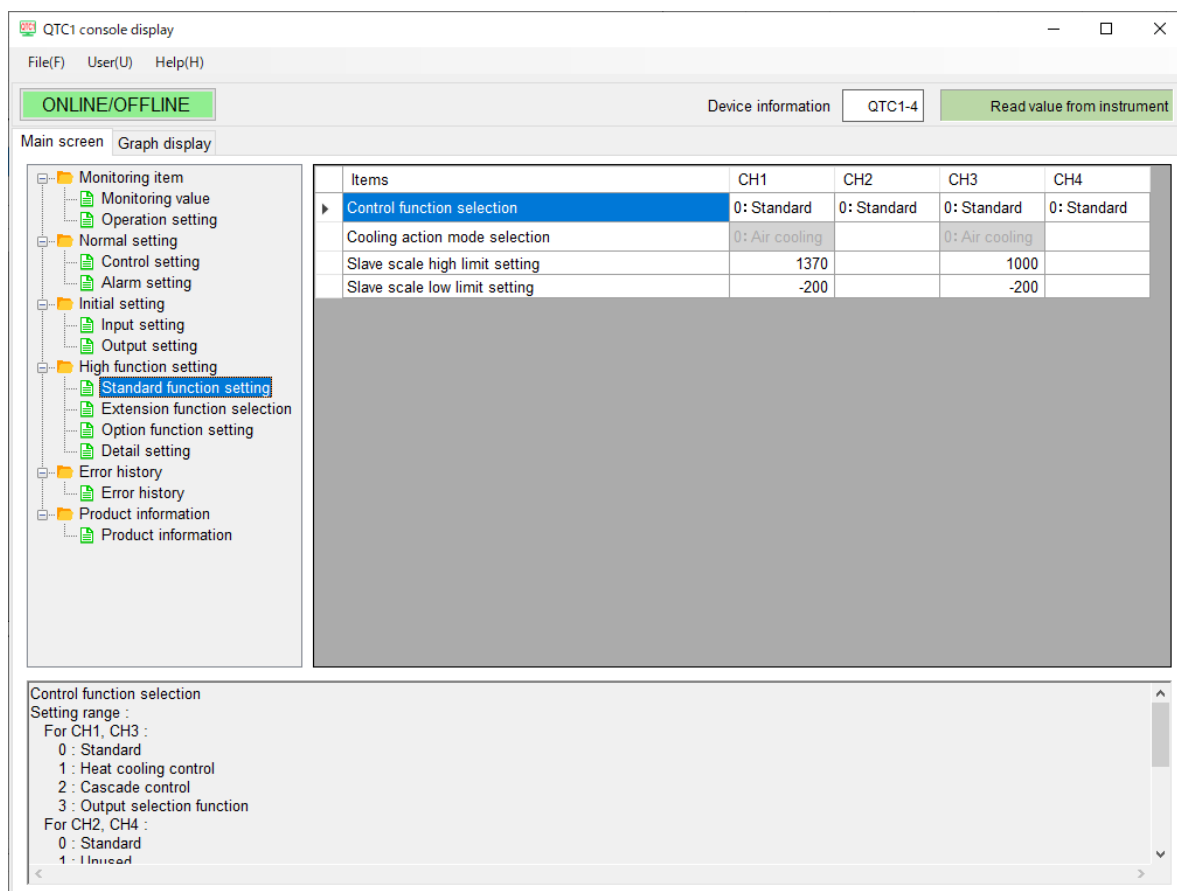 QTC1 console display
File(F) User(U) Help(H)
ONLINE/OFFLINE Device information QTC1-4 Read value from instrument
Main screen Graph display
Monitoring item
Monitoring value
Operation setting
Normal setting
Control setting
Alarm setting
Initial setting
Input setting
Output setting
High function setting
Standard function setting
Extension function selection
Option function setting
Detail setting
Error history
Error history
Product information
Product information
Items CH1 CH2 CH3 CH4
Control function selection 0: Standard 0: Standard 0: Standard 0: Standard
Cooling action mode selection 0: Air cooling 0: Air cooling
Slave scale high limit setting 1370 1000
Slave scale low limit setting -200 -200
Control function selection
Setting range :
For CH1, CH3 :
0 : Standard
1 : Heat cooling control
2 : Cascade control
3 : Output selection function
For CH2, CH4 :
0 : Standard
1 : Unused